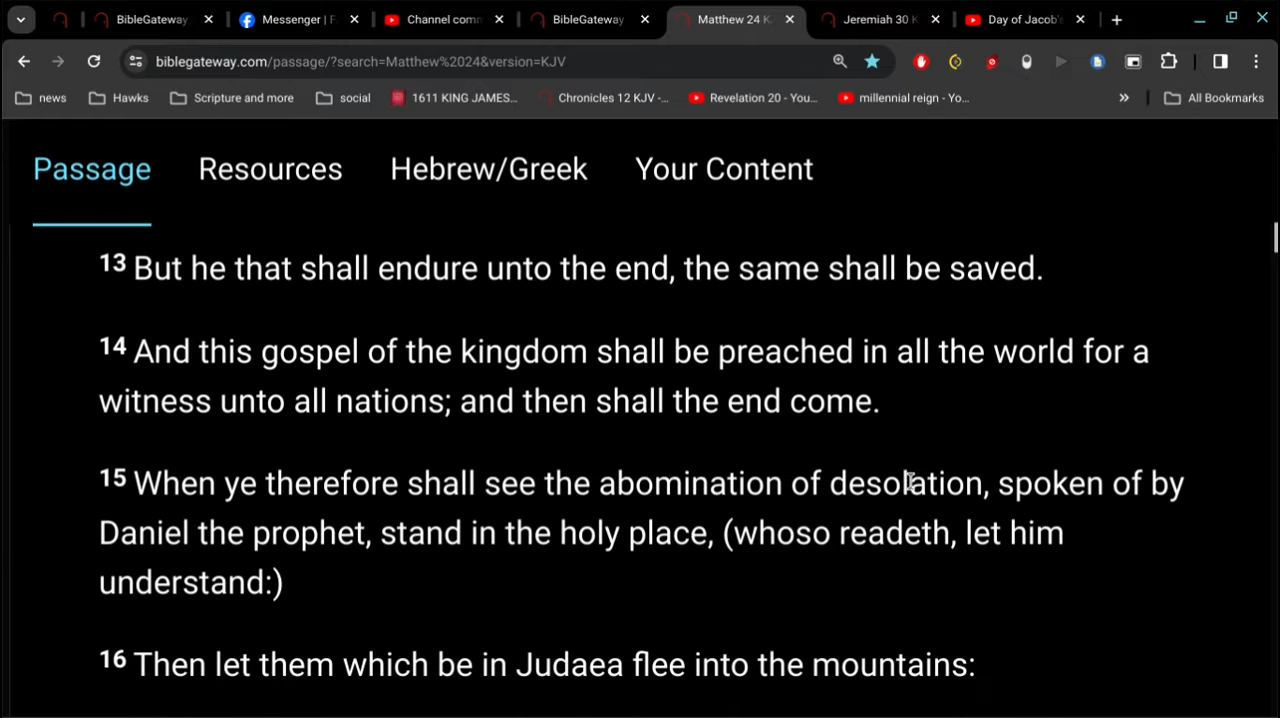 BibleGateway Messenger | F Channel com BibleGateway Matthew 24 K Jeremiah 30 K Day of Jacob's
biblegateway.com/passage/?search=Matthew%2024&version=KJV
news Hawks Scripture and more social 1611 KING JAMES... Chronicles 12 KJV -... Revelation 20 - You... millennial reign - Yo... » All Bookmarks
Passage Resources Hebrew/Greek Your Content
13 But he that shall endure unto the end, the same shall be saved.
14 And this gospel of the kingdom shall be preached in all the world for a
witness unto all nations; and then shall the end come.
15 When ye therefore shall see the abomination of desolation, spoken of by
Daniel the prophet, stand in the holy place, (whoso readeth, let him
understand:)
16 Then let them which be in Judaea flee into the mountains: